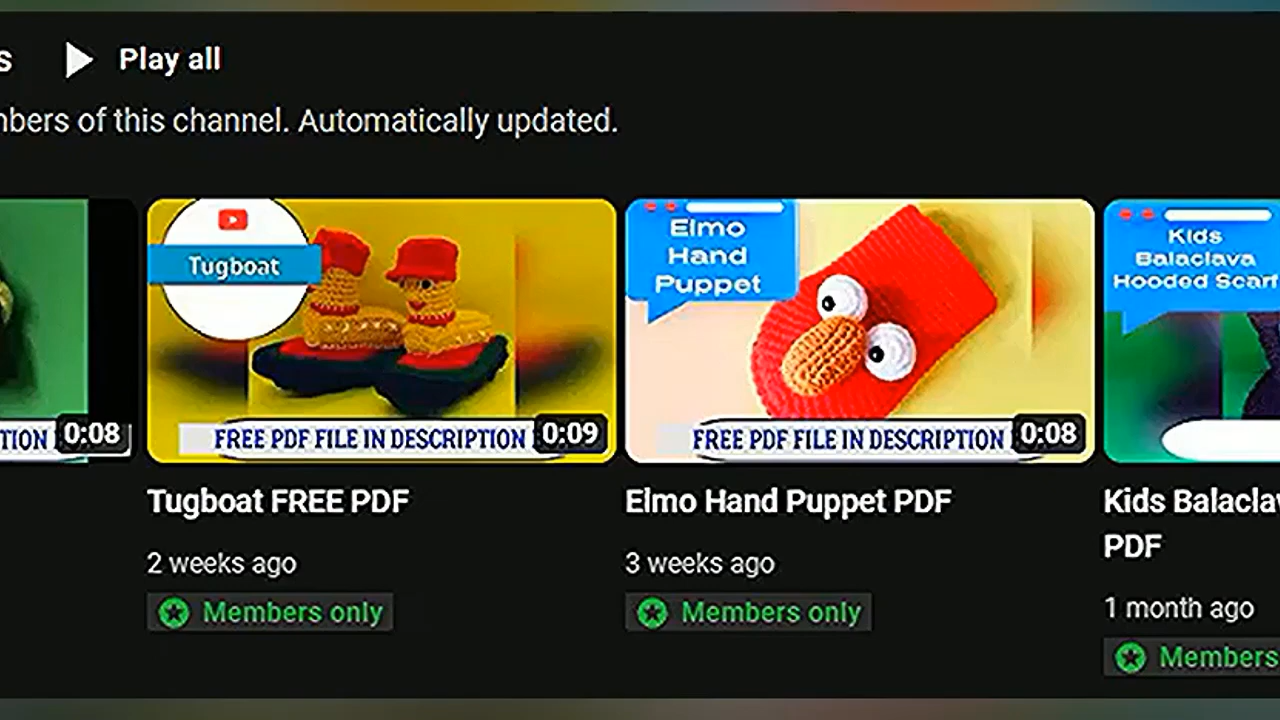 s Play all
nbers of this channel. Automatically updated.
TION 0:08
Tugboat
FREE PDF FILE IN DESCRIPTION 0:09
Tugboat FREE PDF
2 weeks ago
Members only
Elmo
Hand
Puppet
FREE PDF FILE IN DESCRIPTION 0:08
Elmo Hand Puppet PDF
3 weeks ago
Members only
Kids
Balaclava
Hooded Scarf
Kids Balaclav
PDF
1 month ago
Members